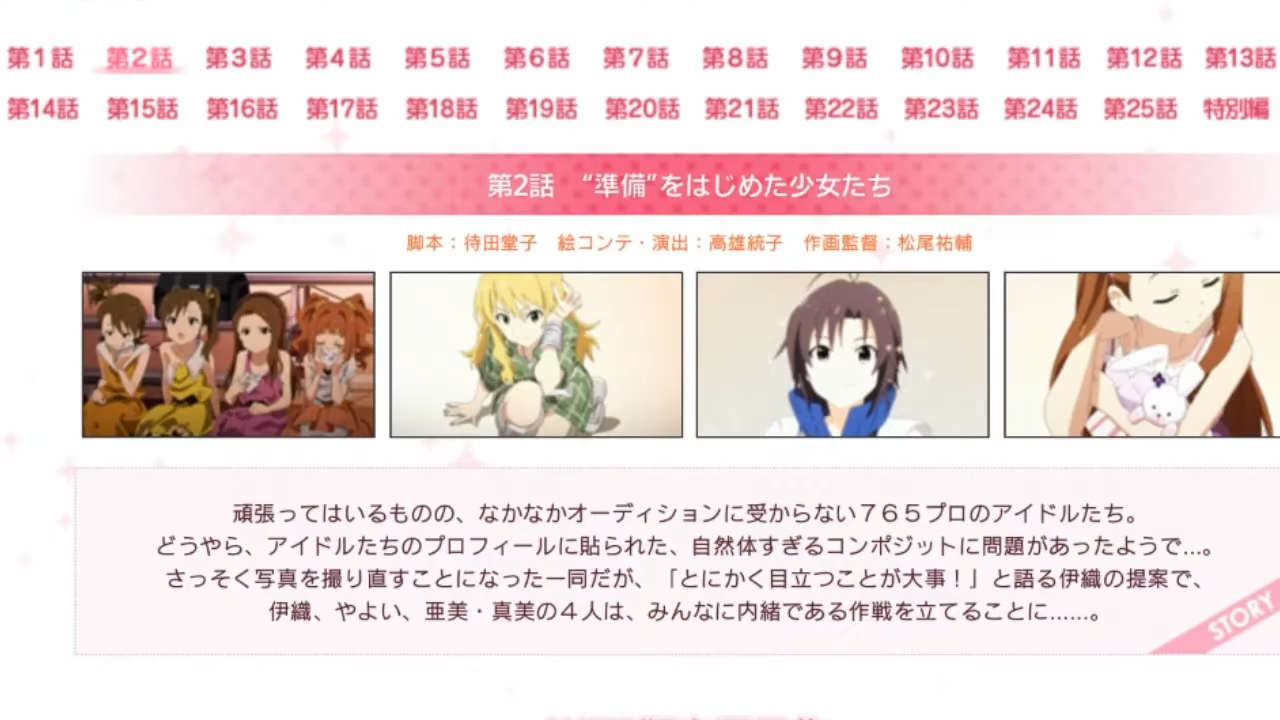 第1話 第2話 第3話 第4話 第5話 第6話 第7話 第8話 第9話 第10話 第11話 第12話 第13話
第14話 第15話 第16話 第17話 第18話 第19話 第20話 第21話 第22話 第23話 第24話 第25話 特別編
第2話　“準備”をはじめた少女たち
脚本：待田堂子　絵コンテ・演出：高雄統子　作画監督：松尾祐輔
頑張ってはいるものの、なかなかオーディションに受からない７６５プロのアイドルたち。
どうやら、アイドルたちのプロフィールに貼られた、自然体すぎるコンポジットに問題があったようで…。
さっそく写真を撮り直すことになった一同だが、「とにかく目立つことが大事！」と語る伊織の提案で、
伊織、やよい、亜美・真美の４人は、みんなに内緒である作戦を立てることに……。
STORY